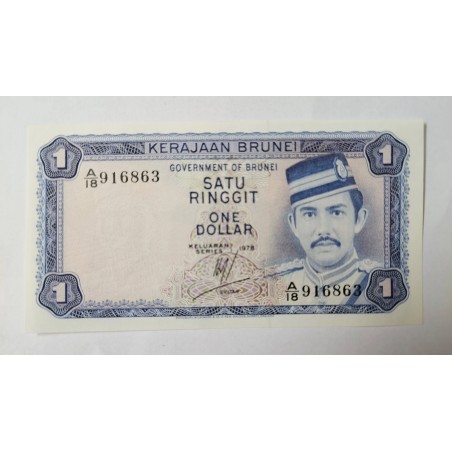 1
KERAJAAN BRUNEI
1
A/18 916863
GOVERNMENT OF BRUNEI
SATU
RINGGIT
ONE
DOLLAR
KELUARAN
SERIES 1978
SULTAN
1
A/18 916863
1